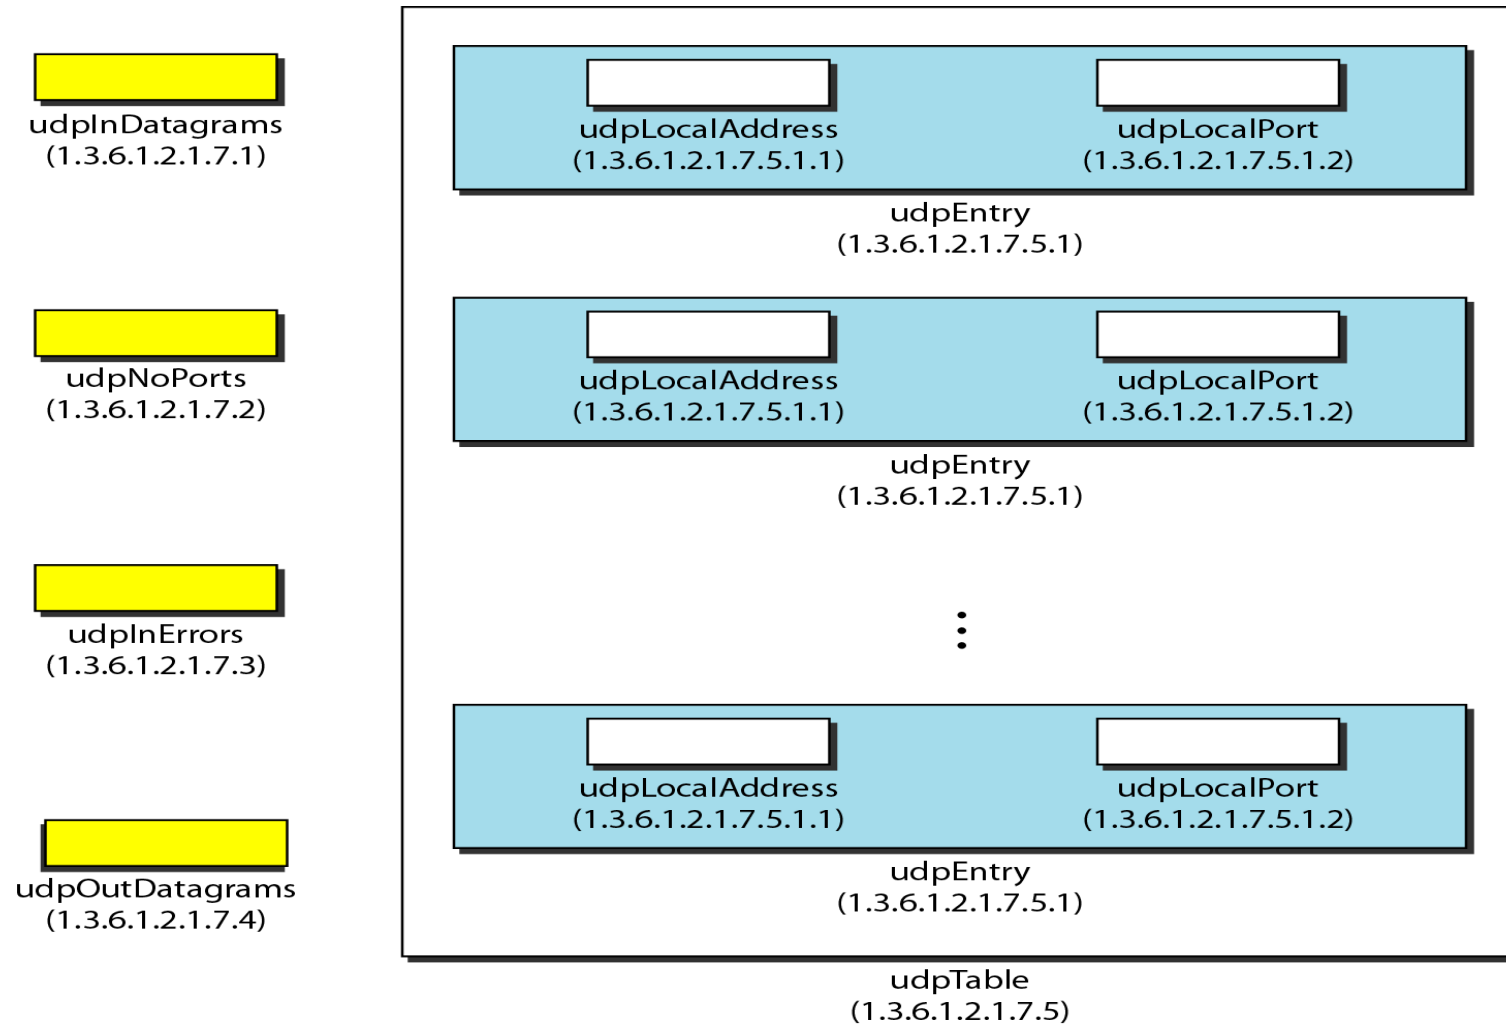 udpInDatagrams
(1.3.6.1.2.1.7.1)
udpNoPorts
(1.3.6.1.2.1.7.2)
udpInErrors
(1.3.6.1.2.1.7.3)
udpOutDatagrams
(1.3.6.1.2.1.7.4)
udpLocalAddress
(1.3.6.1.2.1.7.5.1.1)
udpLocalPort
(1.3.6.1.2.1.7.5.1.2)
udpEntry
(1.3.6.1.2.1.7.5.1)
udpLocalAddress
(1.3.6.1.2.1.7.5.1.1)
udpLocalPort
(1.3.6.1.2.1.7.5.1.2)
udpEntry
(1.3.6.1.2.1.7.5.1)
udpLocalAddress
(1.3.6.1.2.1.7.5.1.1)
udpLocalPort
(1.3.6.1.2.1.7.5.1.2)
udpEntry
(1.3.6.1.2.1.7.5.1)
udpTable
(1.3.6.1.2.1.7.5)